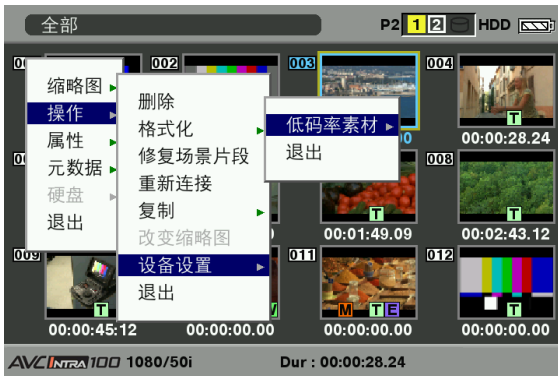 全部
P2 1 2 HDD
002
003
004
缩略图
操作
属性
元数据
硬盘
退出
删除
格式化
修复场景片段
重新连接
复制
改变缩略图
设备设置
退出
低码率素材
退出
T
00:00:28.24
008
T
T
00:01:49.09
00:02:43.12
009
011
012
T
M T E
T
00:00:45:12
00:00:00.00
00:00:00.00
00:00:00.00
AVC INTRA 100 1080/50i
Dur : 00:00:28.24